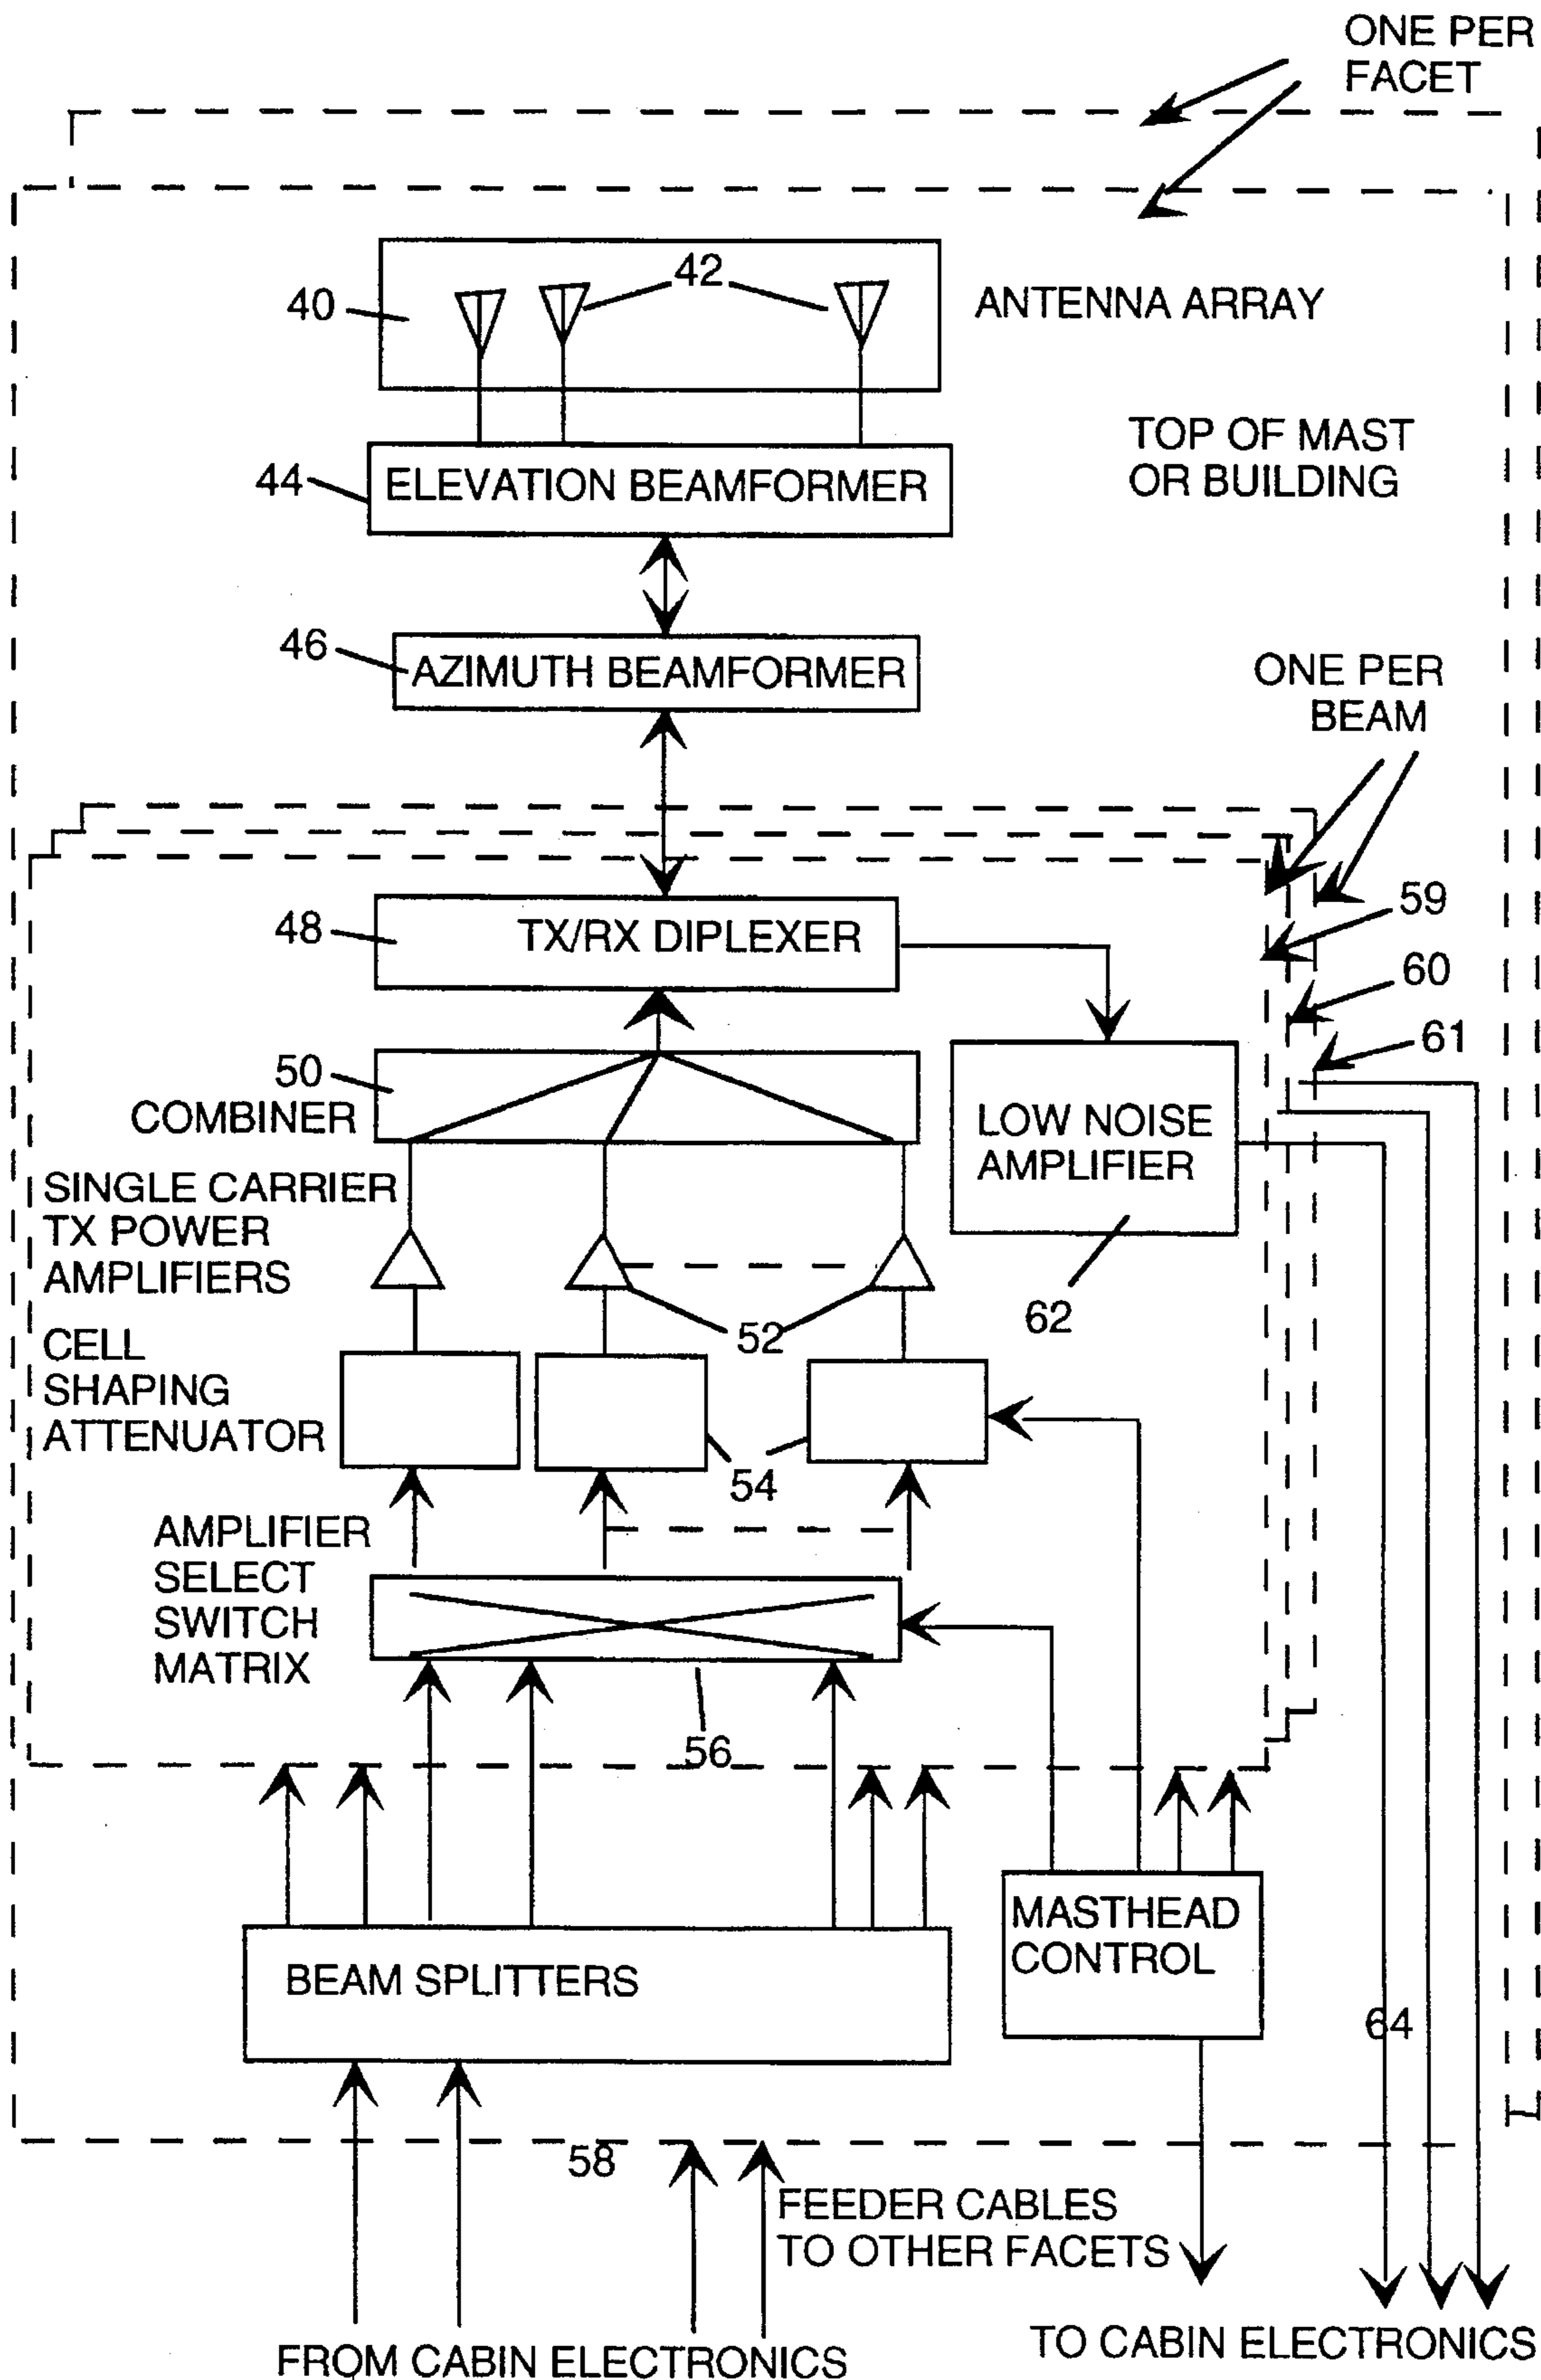 ONE PER
FACET
42
40
ANTENNA ARRAY
TOP OF MAST
OR BUILDING
44
ELEVATION BEAMFORMER
46
AZIMUTH BEAMFORMER
ONE PER
BEAM
48
TX/RX DIPLEXER
59
60
61
50
COMBINER
LOW NOISE
AMPLIFIER
SINGLE CARRIER
TX POWER
AMPLIFIERS
62
52
CELL
SHAPING
ATTENUATOR
54
AMPLIFIER
SELECT
SWITCH
MATRIX
56
MASTHEAD
CONTROL
BEAM SPLITTERS
64
58
FEEDER CABLES
TO OTHER FACETS
FROM CABIN ELECTRONICS
TO CABIN ELECTRONICS